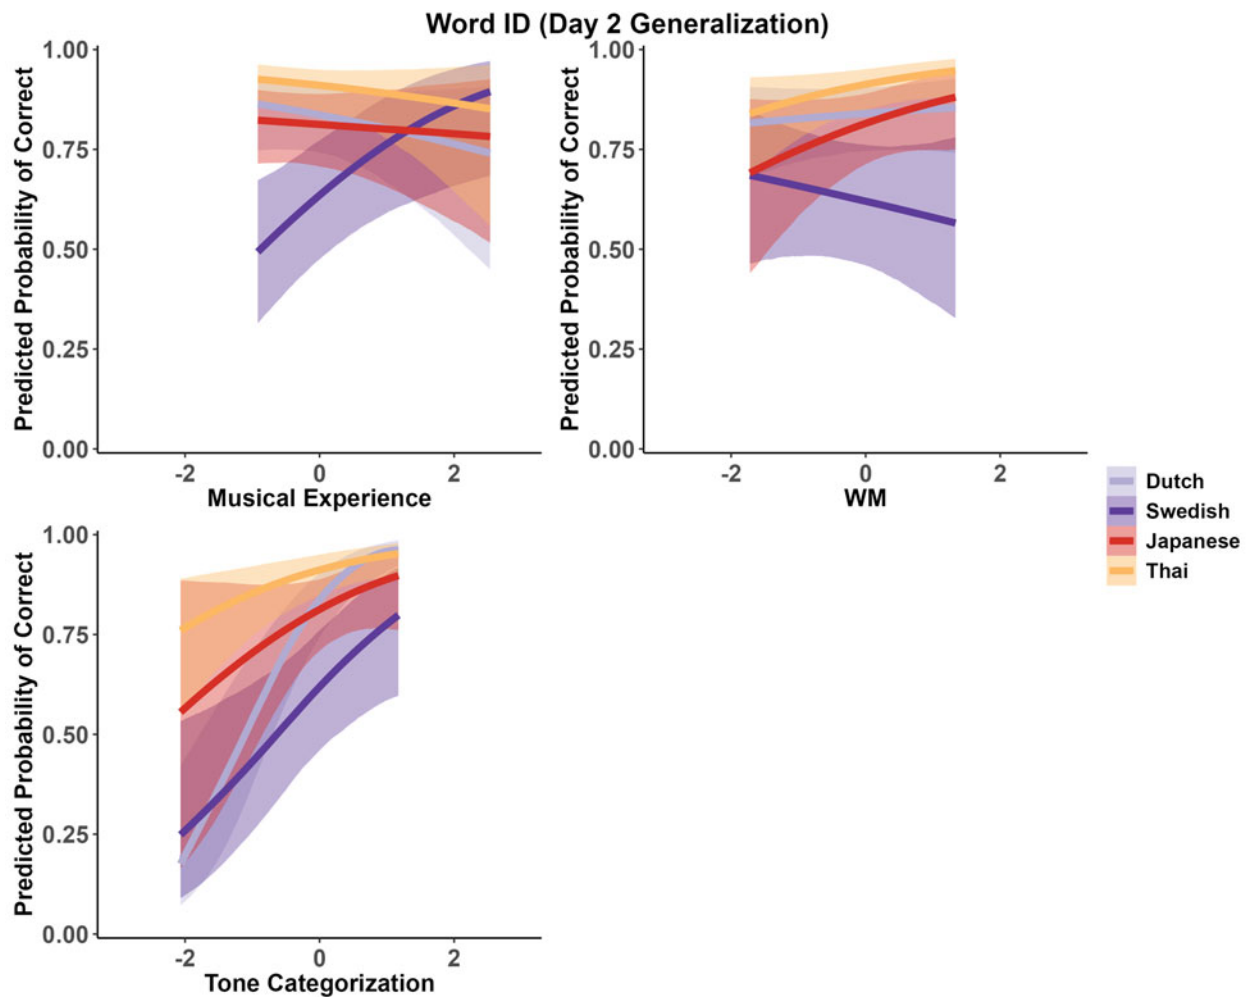 Word ID (Day 2 Generalization)
Predicted Probability of Correct
1.00
0.75
0.50
0.25
0.00
-2 0 2
Musical Experience
Predicted Probability of Correct
1.00
0.75
0.50
0.25
0.00
-2 0 2
WM
Dutch
Swedish
Japanese
Thai
Predicted Probability of Correct
1.00
0.75
0.50
0.25
0.00
-2 0 2
Tone Categorization